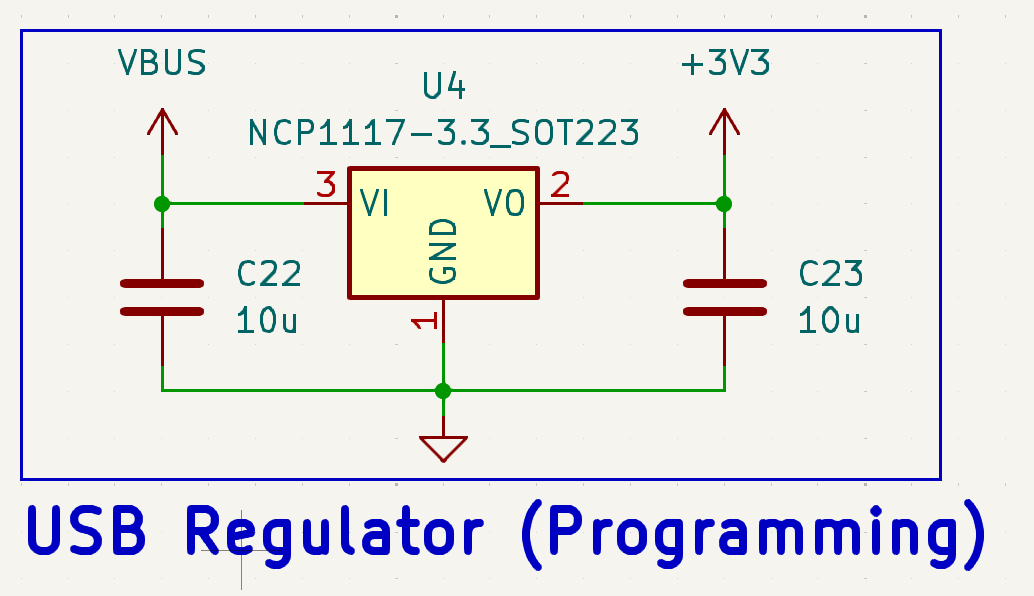 VBUS
+3V3
U4
NCP1117-3.3_SOT223
3
VI
VO
2
GND
1
C22
10u
C23
10u
USB Regulator (Programming)